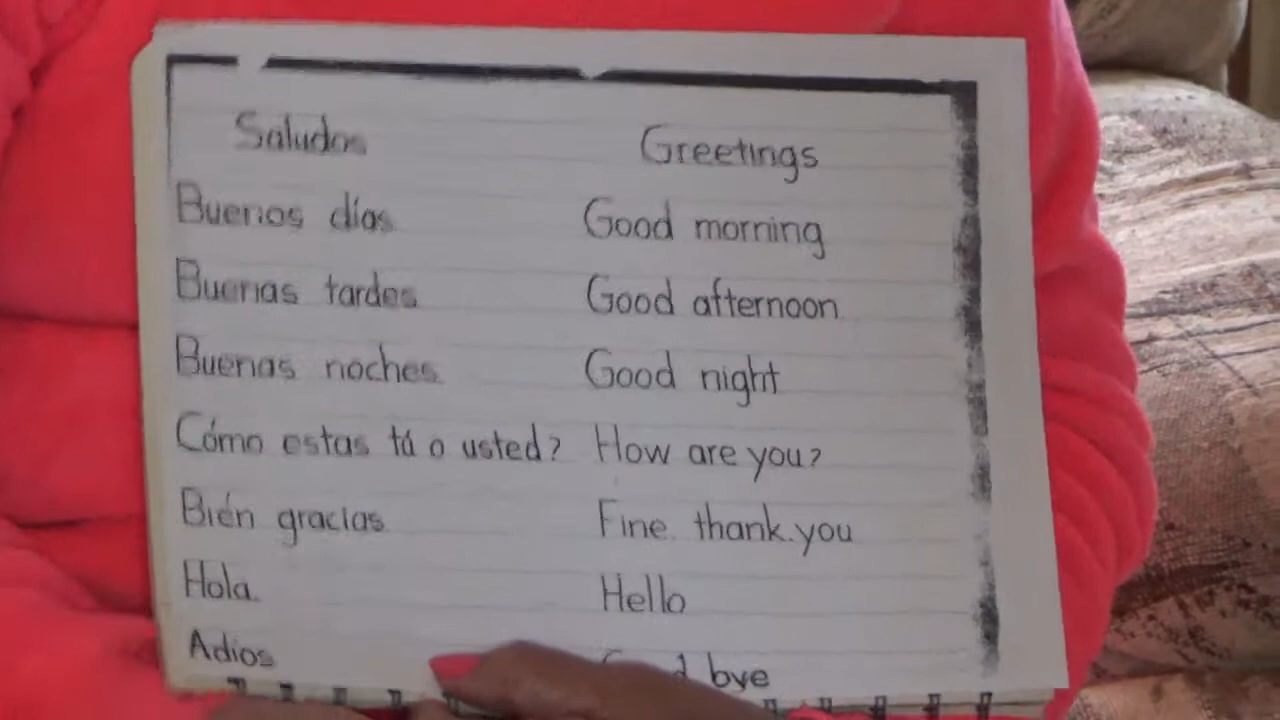 Saludos Greetings
Buenos días Good morning
Buenas tardes Good afternoon
Buenas noches Good night
Cómo estas tú o usted? How are you?
Bién gracias Fine. thank.you
Hola. Hello
Adios bye